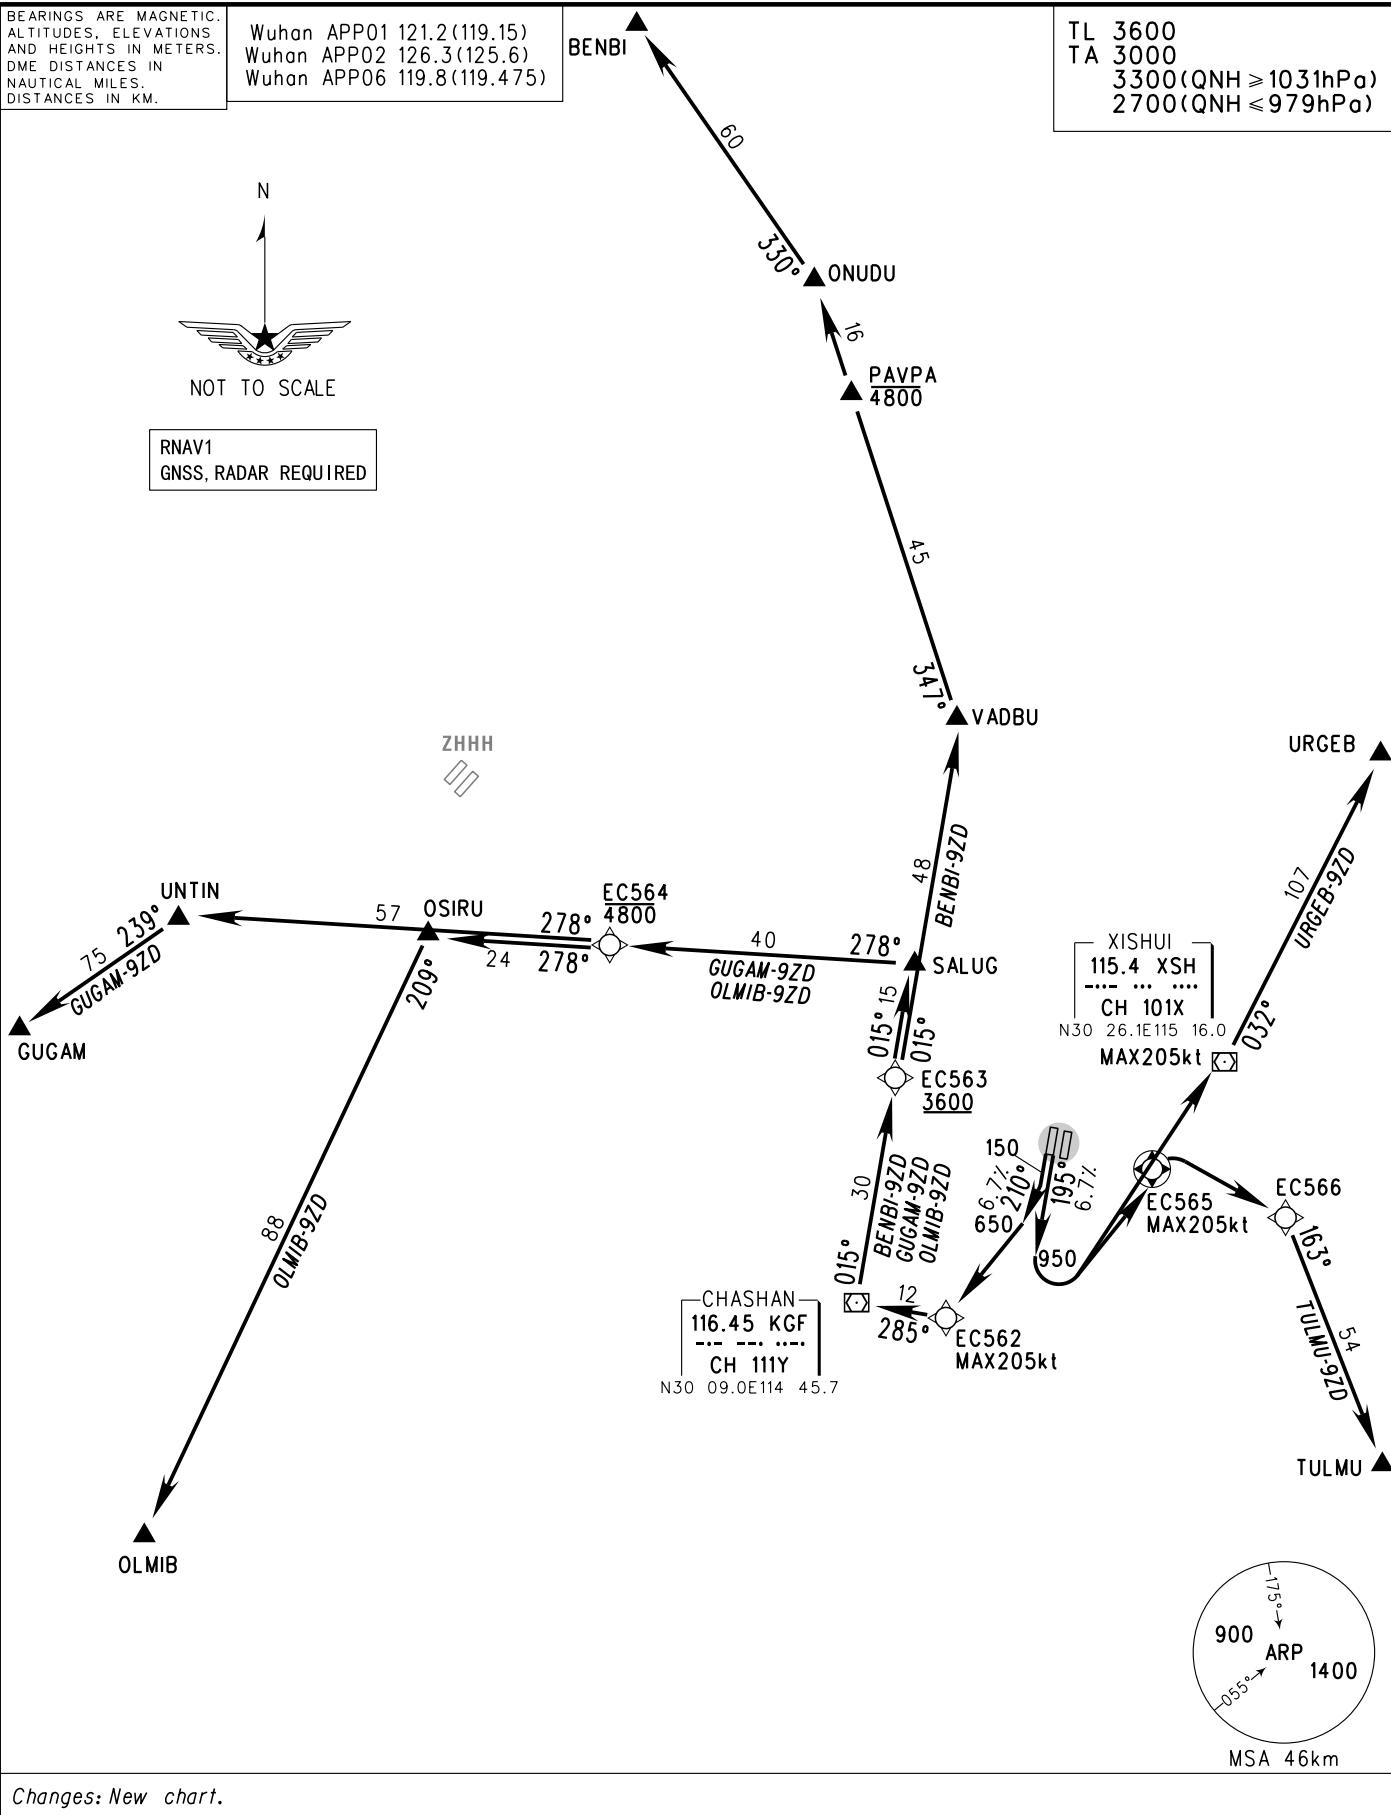 BEARINGS ARE MAGNETIC.
ALTITUDES, ELEVATIONS
AND HEIGHTS IN METERS.
DME DISTANCES IN
NAUTICAL MILES.
DISTANCES IN KM.
Wuhan APP01 121.2(119.15)
Wuhan APP02 126.3(125.6)
Wuhan APP06 119.8(119.475)
TL 3600
TA 3000
3300(QNH≥1031hPa)
2700(QNH≤979hPa)
BENBI
60
330°
ONUDU
16
PAVPA
4800
N
NOT TO SCALE
RNAV1
GNSS, RADAR REQUIRED
45
347°
VADBU
ZHHH
URGEB
48
BENBI-9ZD
107
URGEB-9ZD
UNTIN
239°
75
GUGAM-9ZD
GUGAM
57
OSIRU
209°
278°
24
278°
EC564
4800
40
GUGAM-9ZD
OLMIB-9ZD
278°
SALUG
15
015°
015°
EC563
3600
XISHUI
115.4 XSH
-··- ··· ····
CH 101X
N30 26.1E115 16.0
MAX205kt
032°
150
6.7%
210°
650
195°
6.7%
950
EC565
MAX205kt
EC566
163°
54
TULMU-9ZD
TULMU
30
BENBI-9ZD
GUGAM-9ZD
OLMIB-9ZD
015°
12
285°
EC562
MAX205kt
CHASHAN
116.45 KGF
-·- --· ··-·
CH 111Y
N30 09.0E114 45.7
88
OLMIB-9ZD
OLMIB
175°
900
ARP
1400
055°
MSA 46km
Changes: New chart.